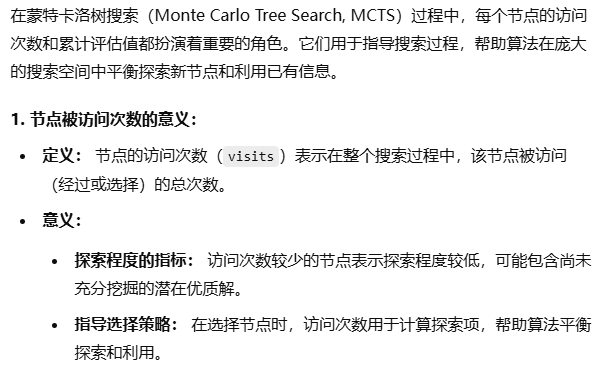 在蒙特卡洛树搜索（Monte Carlo Tree Search, MCTS）过程中，每个节点的访问
次数和累计评估值都扮演着重要的角色。它们用于指导搜索过程，帮助算法在庞大
的搜索空间中平衡探索新节点和利用已有信息。
1. 节点被访问次数的意义：
• 定义： 节点的访问次数（ visits ）表示在整个搜索过程中，该节点被访问
（经过或选择）的总次数。
• 意义：
• 探索程度的指标： 访问次数较少的节点表示探索程度较低，可能包含尚未
充分挖掘的潜在优质解。
• 指导选择策略： 在选择节点时，访问次数用于计算探索项，帮助算法平衡
探索和利用。